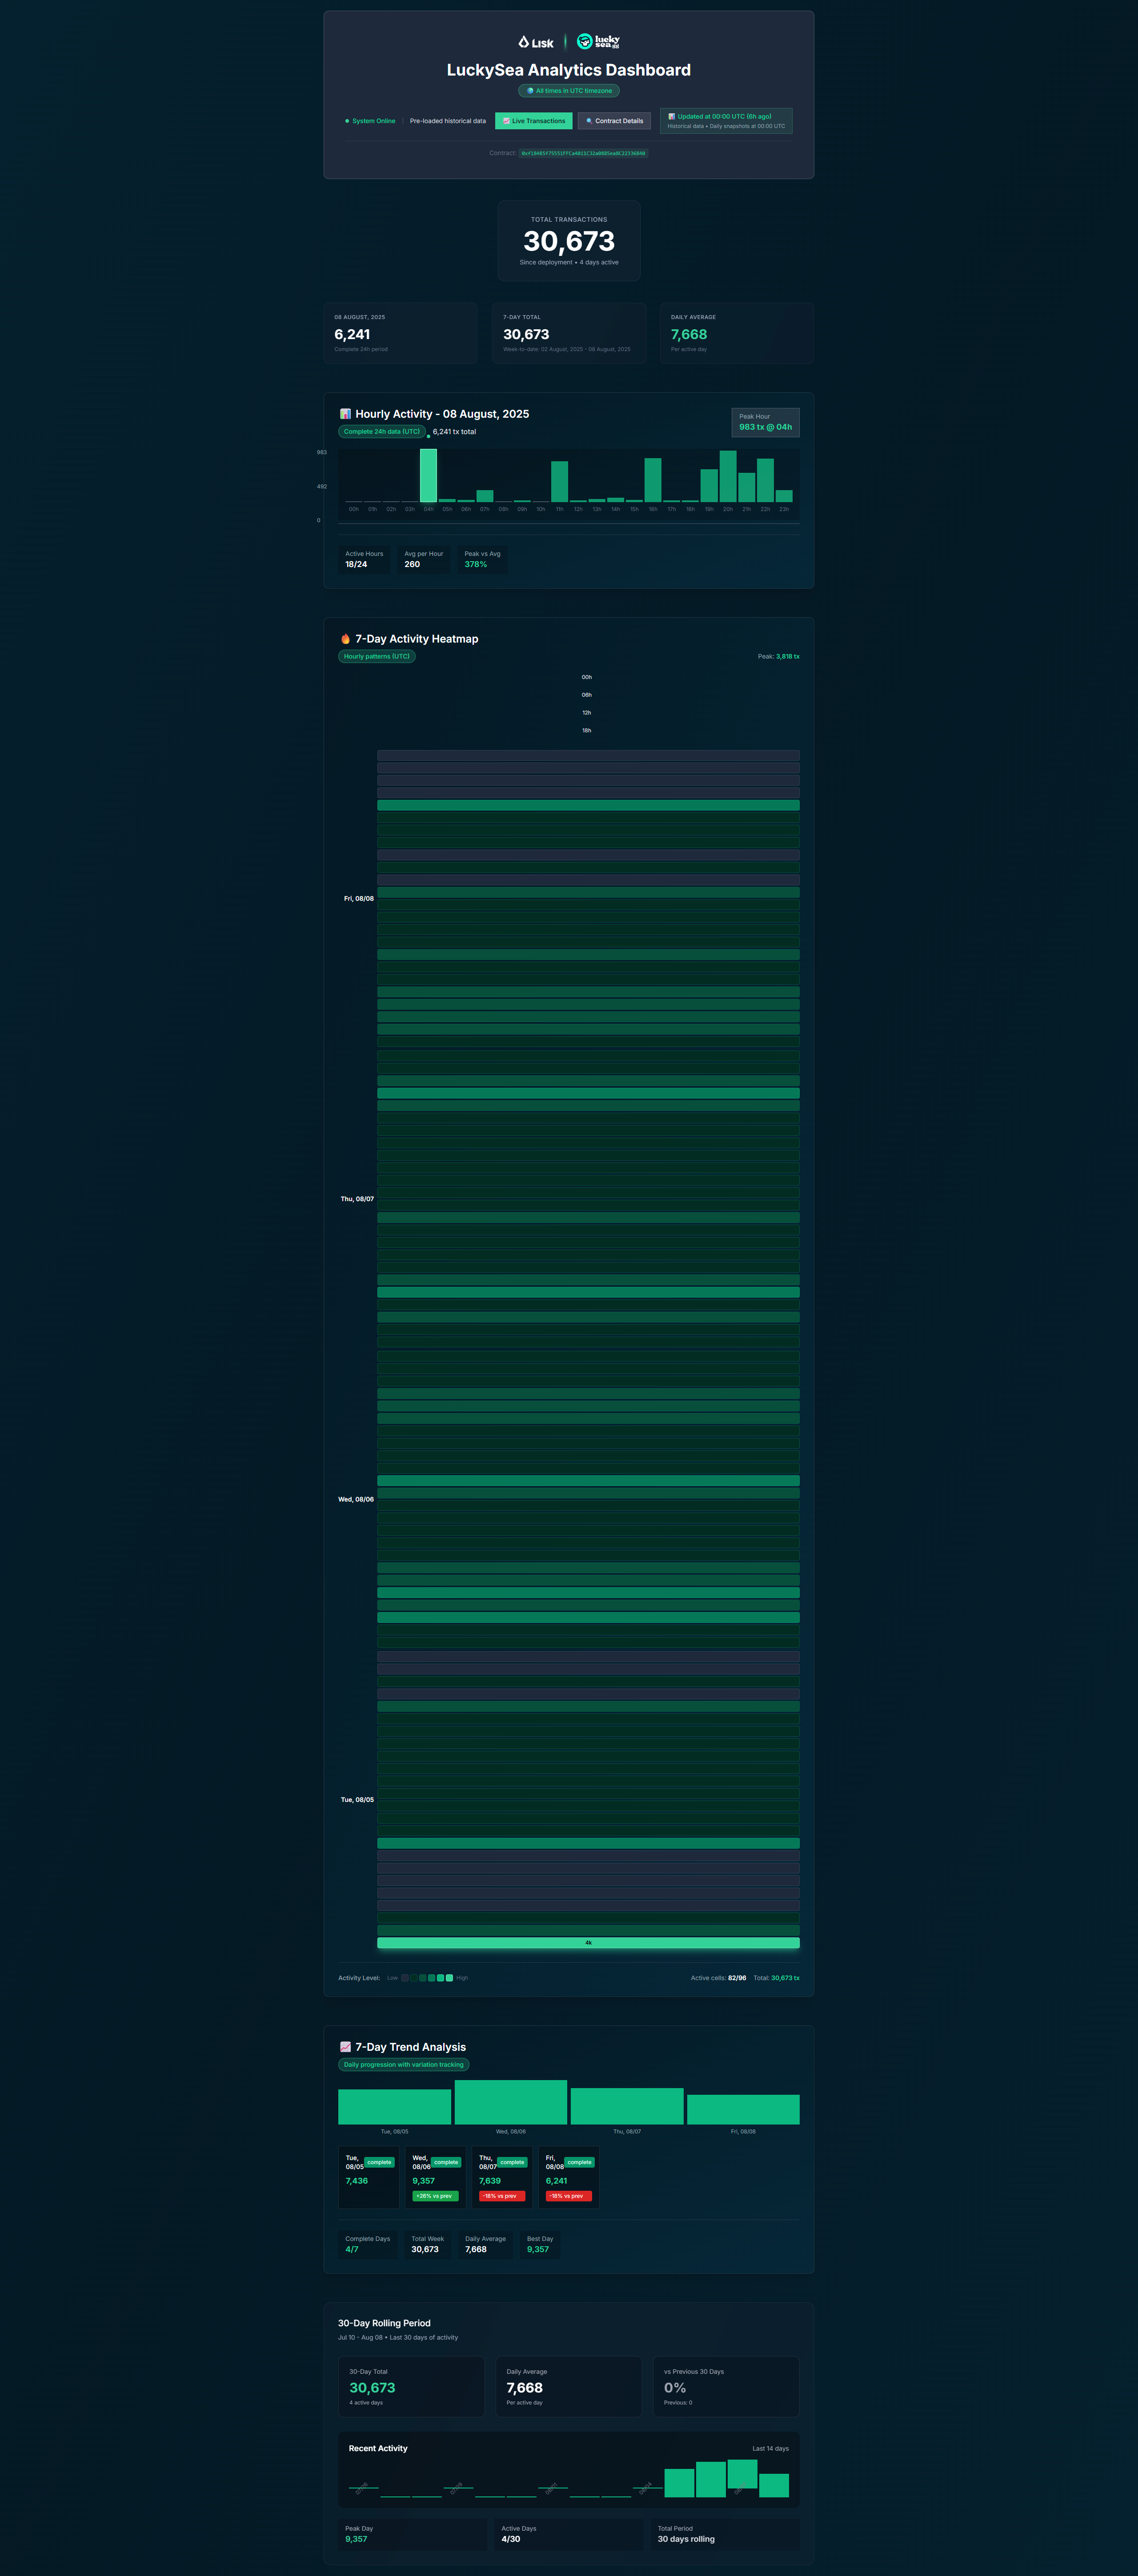 LISK
lucky sea
LuckySea Analytics Dashboard
All times in UTC timezone
System Online
Pre-loaded historical data
Live Transactions
Contract Details
Updated at 00:00 UTC (6h ago)
Historical data • Daily snapshots at 00:00 UTC
Contract:
TOTAL TRANSACTIONS
30,673
Since deployment • 4 days active
08 AUGUST, 2025
6,241
Complete 24h period
7-DAY TOTAL
30,673
Week-to-date: 02 August, 2025 - 08 August, 2025
DAILY AVERAGE
7,668
Per active day
Hourly Activity - 08 August, 2025
Complete 24h data (UTC)
6,241 tx total
Peak Hour
983 tx @ 04h
983
492
0
00h 01h 02h 03h 04h 05h 06h 07h 08h 09h 10h 11h 12h 13h 14h 15h 16h 17h 18h 19h 20h 21h 22h 23h
Active Hours
18/24
Avg per Hour
260
Peak vs Avg
378%
7-Day Activity Heatmap
Hourly patterns (UTC)
Peak: 3,818 tx
00h
06h
12h
18h
Fri, 08/08
Thu, 08/07
Wed, 08/06
Tue, 08/05
4k
Activity Level: Low High
Active cells: 82/96 Total: 30,673 tx
7-Day Trend Analysis
Daily progression with variation tracking
Tue, 08/05 Wed, 08/06 Thu, 08/07 Fri, 08/08
Tue, 08/05 complete
7,436
Wed, 08/06 complete
9,357
+26% vs prev
Thu, 08/07 complete
7,639
-18% vs prev
Fri, 08/08 complete
6,241
-18% vs prev
Complete Days
4/7
Total Week
30,673
Daily Average
7,668
Best Day
9,357
30-Day Rolling Period
Jul 10 - Aug 08 • Last 30 days of activity
30-Day Total
30,673
4 active days
Daily Average
7,668
Per active day
vs Previous 30 Days
0%
Previous: 0
Recent Activity
Last 14 days
Peak Day
9,357
Active Days
4/30
Total Period
30 days rolling